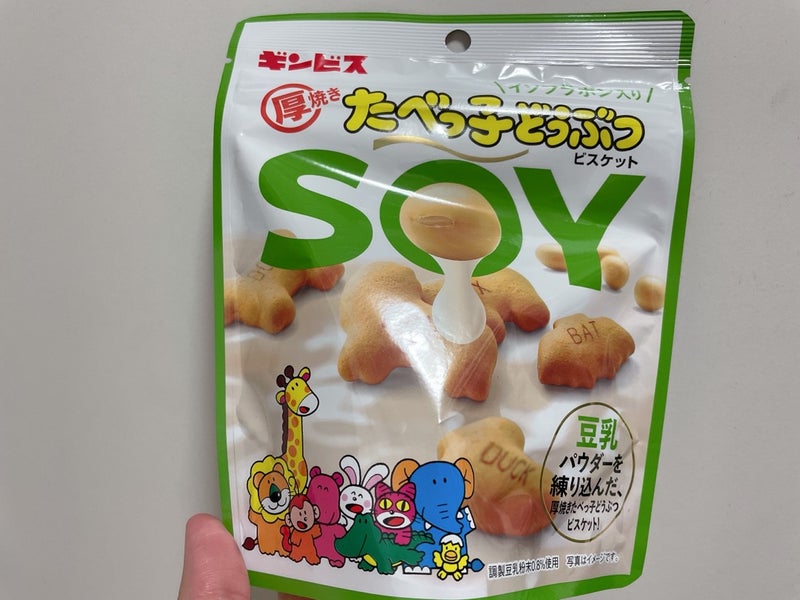 ギンビス
\イソフラボン入り/
厚焼き
たべっ子どうぶつ
ビスケット
SOY
BAT
DUCK
豆乳
パウダーを
練り込んだ、
厚焼きたべっ子どうぶつ
ビスケット!
調製豆乳粉末0.8%使用 写真はイメージです。